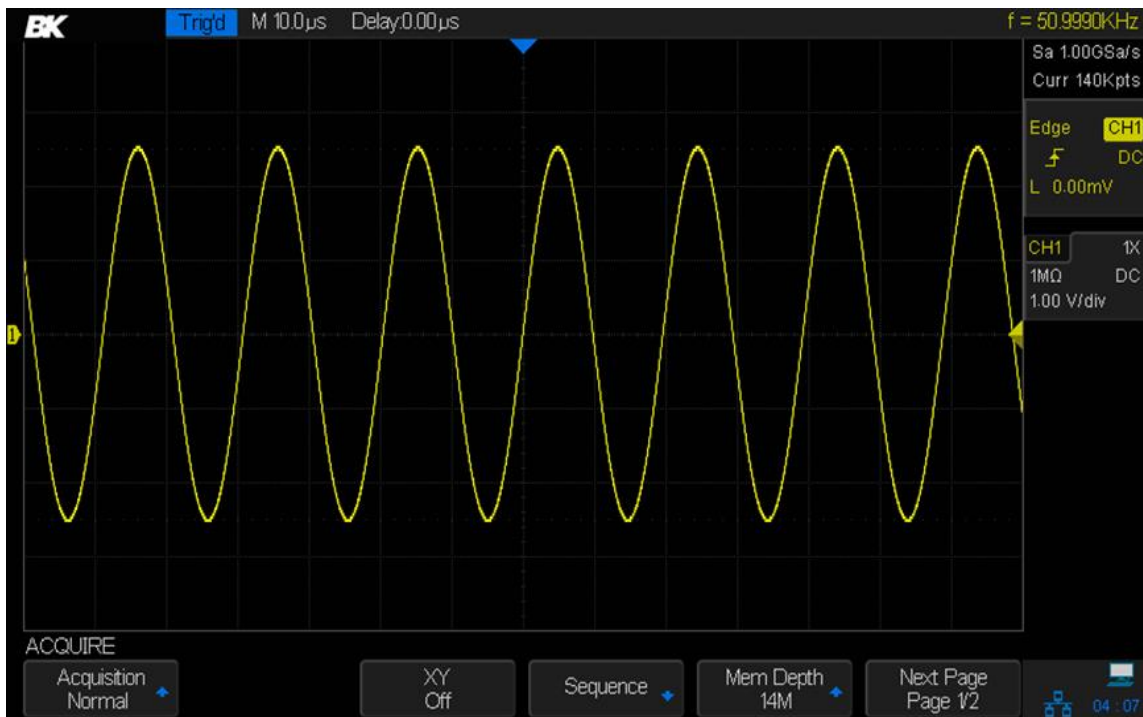 BK Trig'd M 10.0µs Delay:0.00µs f = 50.9990KHz
Sa 1.00GSa/s
Curr 140Kpts
Edge CH1
DC
L 0.00mV
CH1 1X
1MΩ DC
1.00 V/div
1
ACQUIRE
Acquisition
Normal
XY
Off
Sequence
Mem Depth
14M
Next Page
Page 1/2
04 : 07